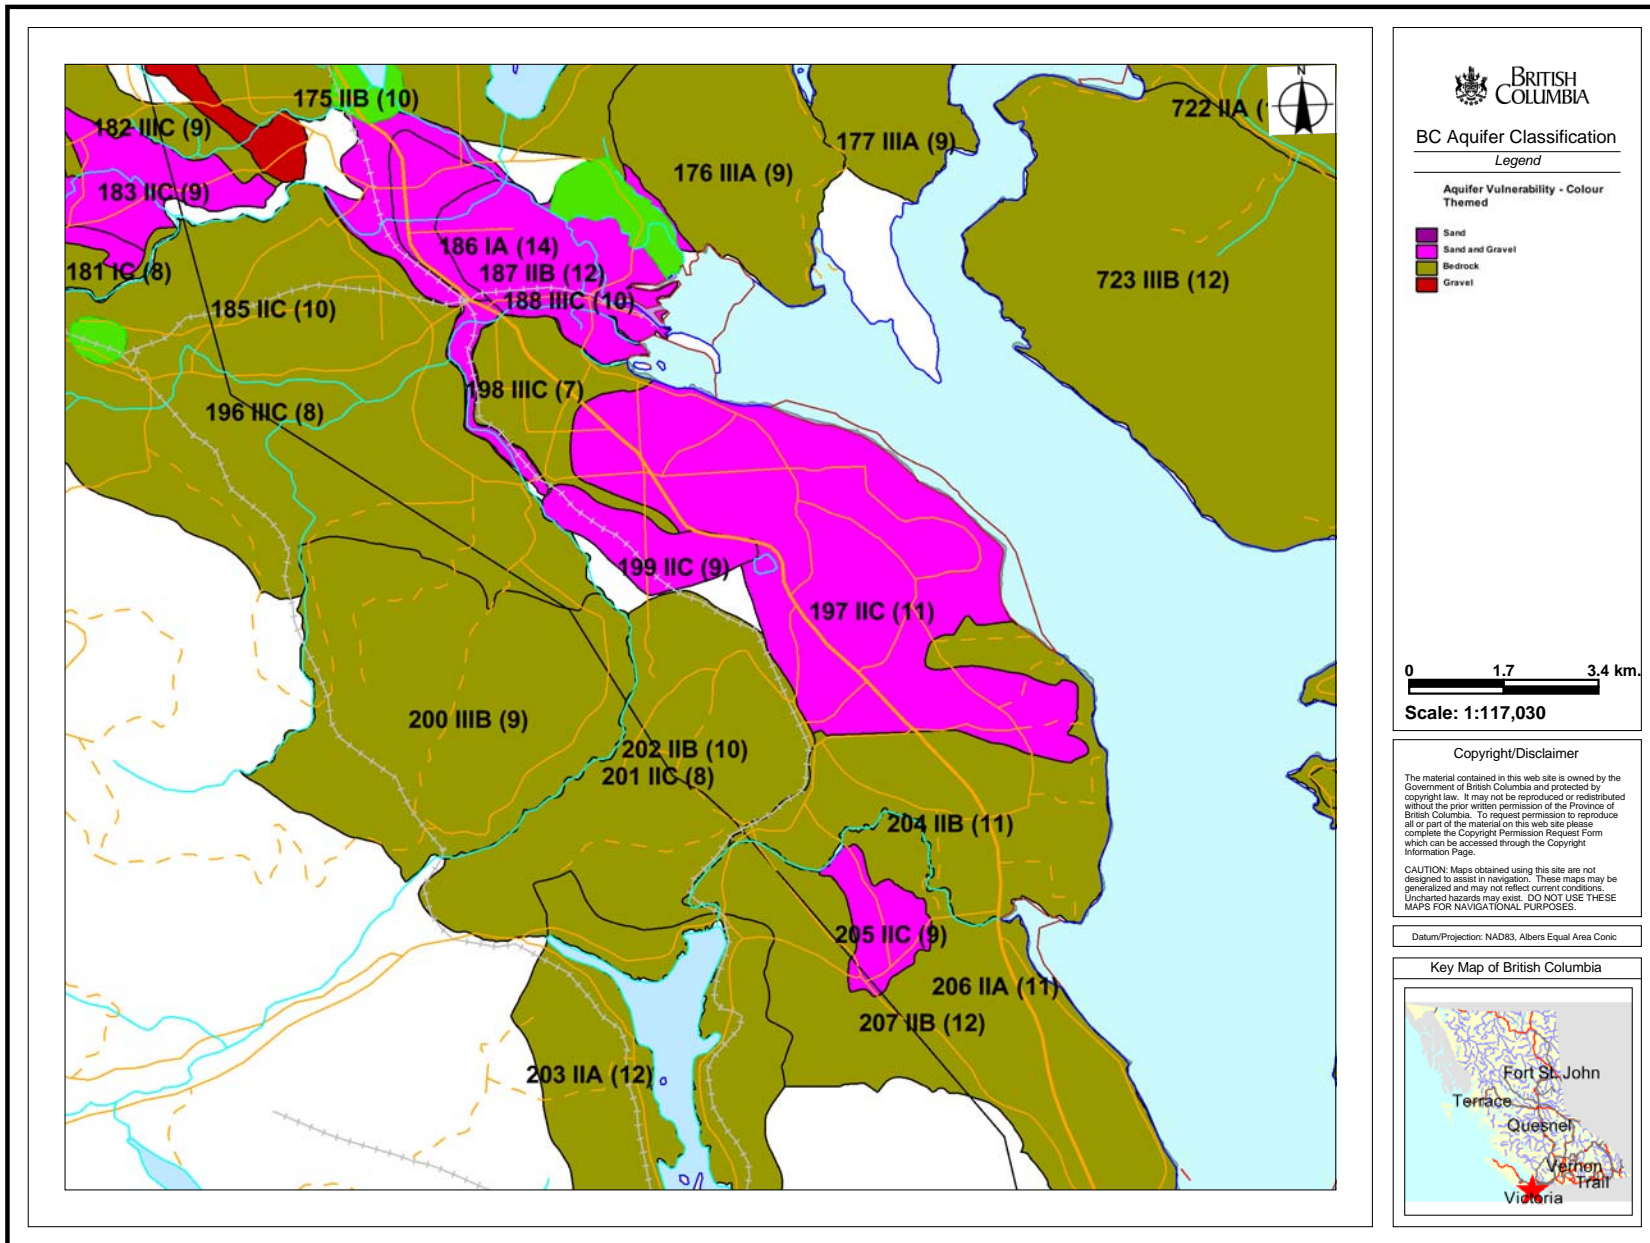 175 IIB (10)
722 IIA (
182 IIIC (9)
177 IIIA (9)
176 IIIA (9)
183 IIC (9)
186 IA (14)
181 IC (8)
187 IIB (12)
723 IIIB (12)
188 IIIC (10)
185 IIC (10)
198 IIIC (7)
196 IIIC (8)
199 IIC (9)
197 IIC (11)
200 IIIB (9)
202 IIB (10)
201 IIC (8)
204 IIB (11)
205 IIC (9)
206 IIA (11)
207 IIB (12)
203 IIA (12)
N
BRITISH
COLUMBIA
BC Aquifer Classification
Legend
Aquifer Vulnerability - Colour
Themed
Sand
Sand and Gravel
Bedrock
Gravel
0 1.7 3.4 km.
Scale: 1:117,030
Copyright/Disclaimer
The material contained in this web site is owned by the
Government of British Columbia and protected by
copyright law. It may not be reproduced or redistributed
without the prior written permission of the Province of
British Columbia. To request permission to reproduce
all or part of the material on this web site please
complete the Copyright Permission Request Form
which can be accessed through the Copyright
Information Page.
CAUTION: Maps obtained using this site are not
designed to assist in navigation. These maps may be
generalized and may not reflect current conditions.
Uncharted hazards may exist. DO NOT USE THESE
MAPS FOR NAVIGATIONAL PURPOSES.
Datum/Projection: NAD83, Albers Equal Area Conic
Key Map of British Columbia
Fort St. John
Terrace
Quesnel
Vernon
Trail
Victoria